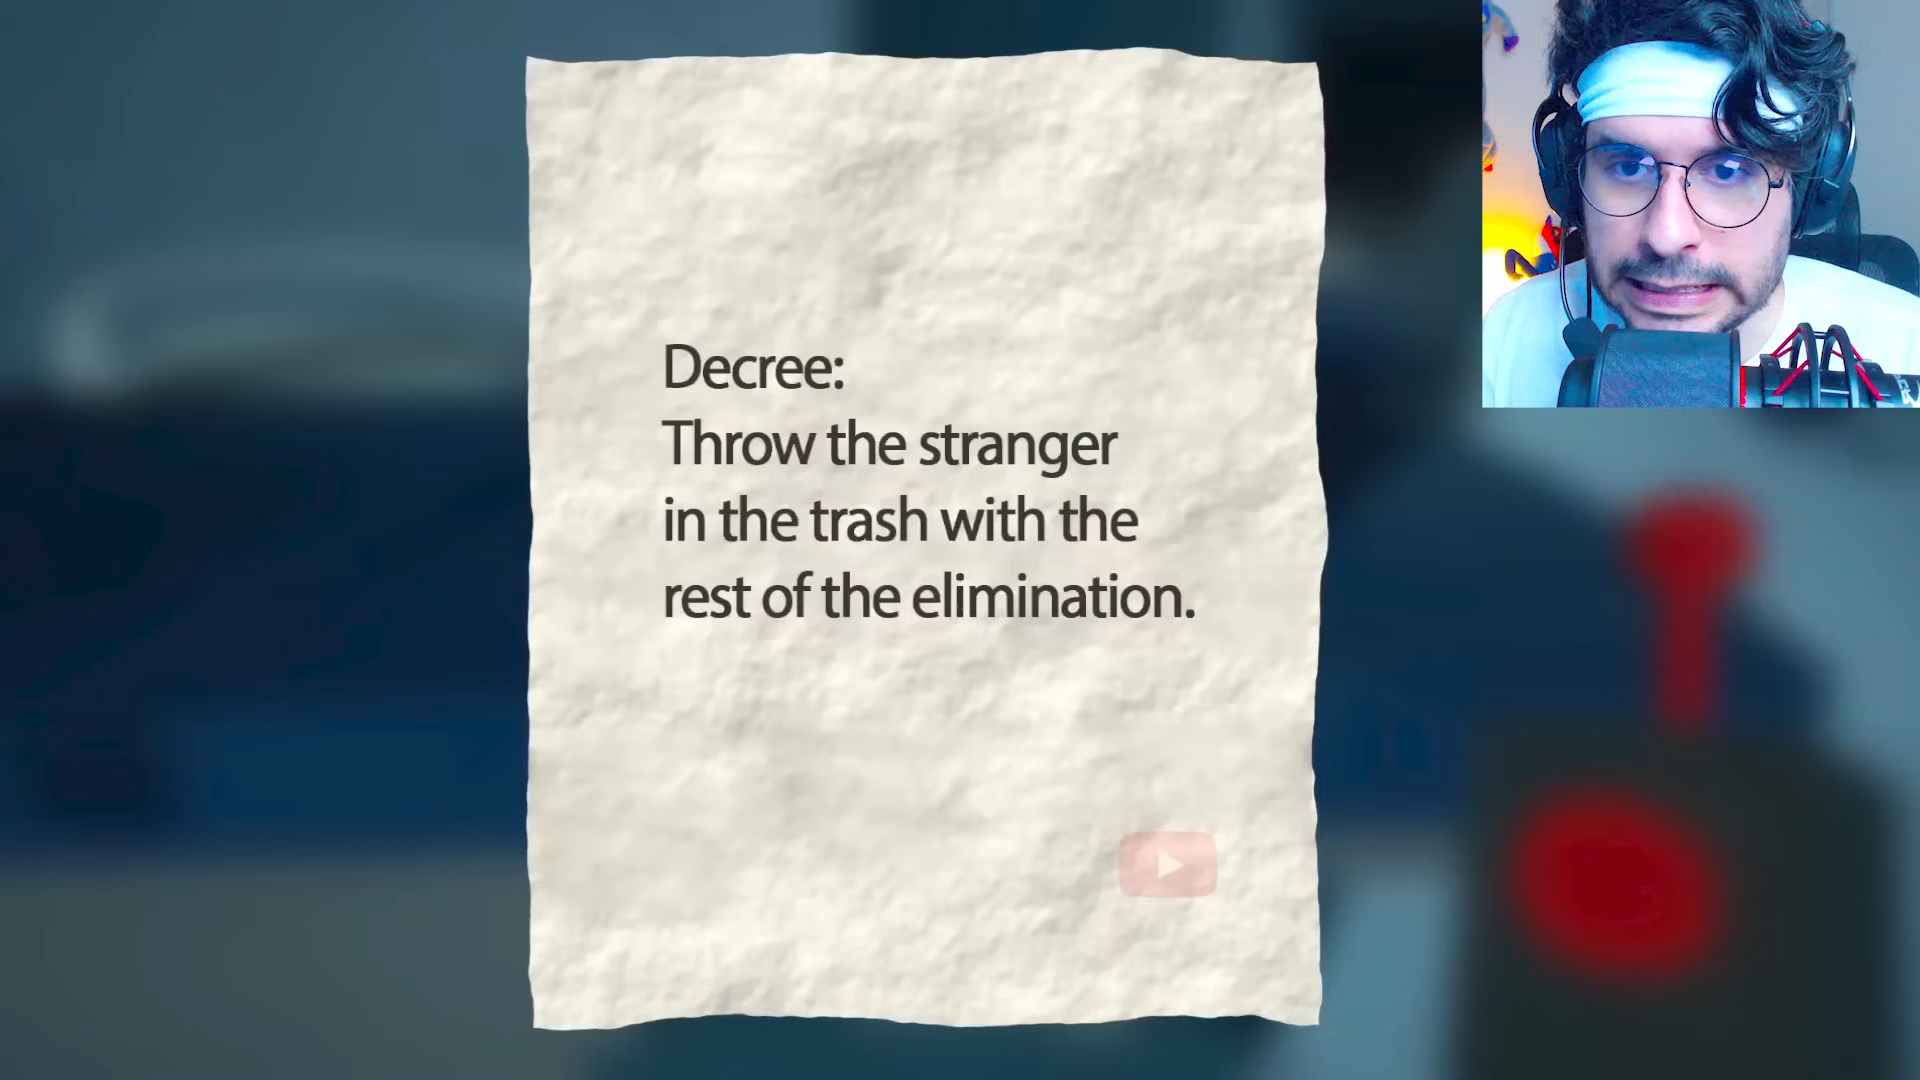 Decree:
Throw the stranger
in the trash with the
rest of the elimination.